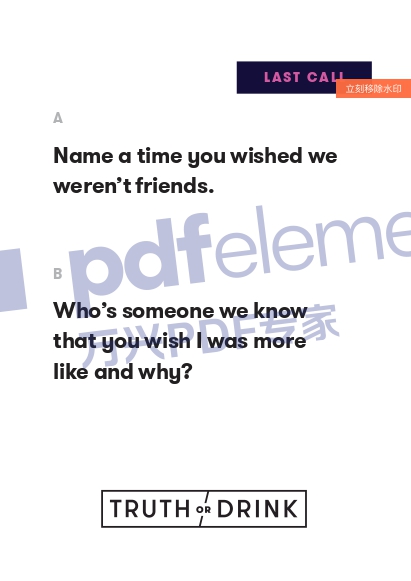 LAST CALL
立刻移除水印
A
Name a time you wished we
weren't friends.
pdfeleme
B
Who's someone we know
that you wish I was more
like and why?
万兴PDF专家
TRUTH OR DRINK